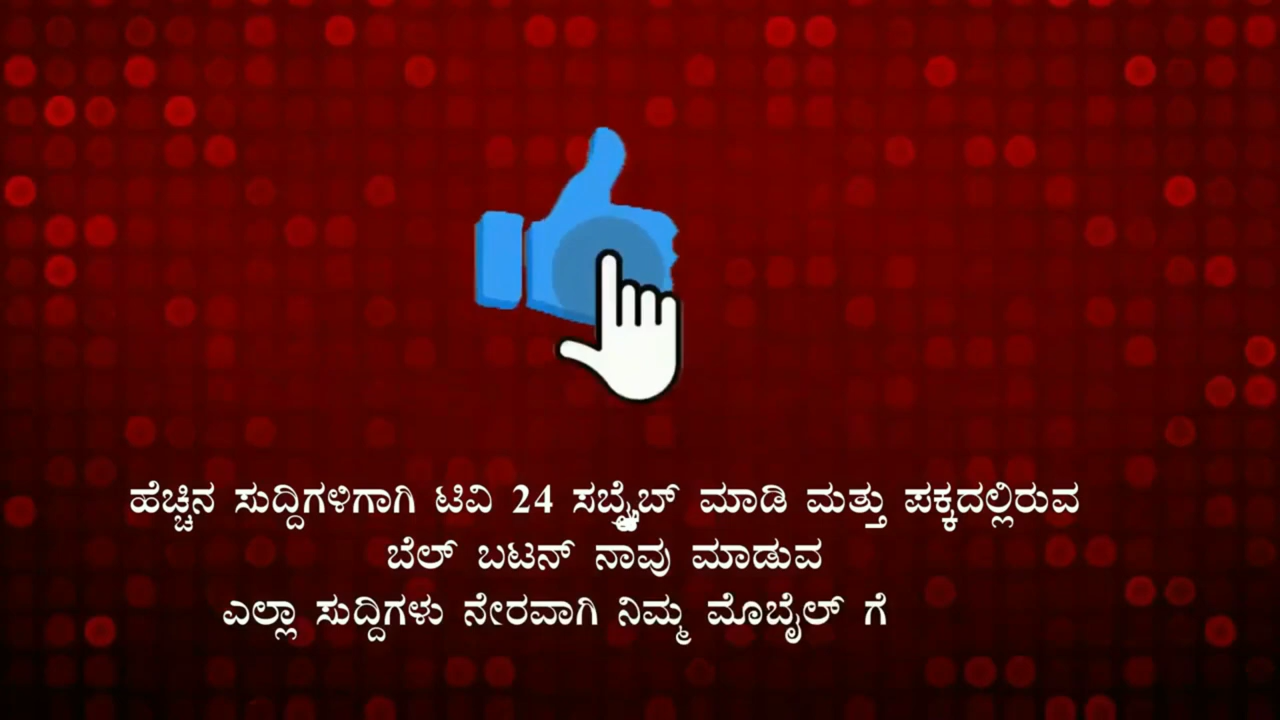 ಹೆಚ್ಚಿನ ಸುದ್ದಿಗಳಿಗಾಗಿ ಟಿವಿ 24 ಸಬ್ಸ್ಕ್ರೈಬ್ ಮಾಡಿ ಮತ್ತು ಪಕ್ಕದಲ್ಲಿರುವ
ಬೆಲ್ ಬಟನ್ ನಾವು ಮಾಡುವ
ಎಲ್ಲಾ ಸುದ್ದಿಗಳು ನೇರವಾಗಿ ನಿಮ್ಮ ಮೊಬೈಲ್ ಗೆ